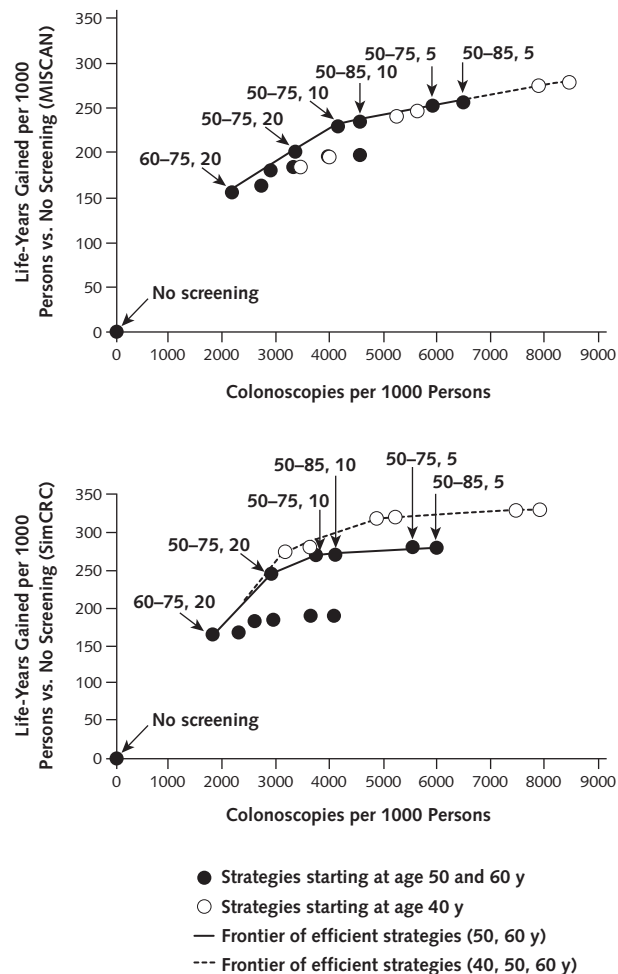 Life-Years Gained per 1000
Persons vs. No Screening (MISCAN)
350
300
250
200
150
100
50
0
50–75, 5
50–85, 5
50–85, 10
50–75, 10
50–75, 20
60–75, 20
No screening
0 1000 2000 3000 4000 5000 6000 7000 8000 9000
Colonoscopies per 1000 Persons
Life-Years Gained per 1000
Persons vs. No Screening (SimCRC)
350
300
250
200
150
100
50
0
50–85, 10
50–75, 5
50–85, 5
50–75, 10
50–75, 20
60–75, 20
No screening
0 1000 2000 3000 4000 5000 6000 7000 8000 9000
Colonoscopies per 1000 Persons
Strategies starting at age 50 and 60 y
Strategies starting at age 40 y
Frontier of efficient strategies (50, 60 y)
Frontier of efficient strategies (40, 50, 60 y)